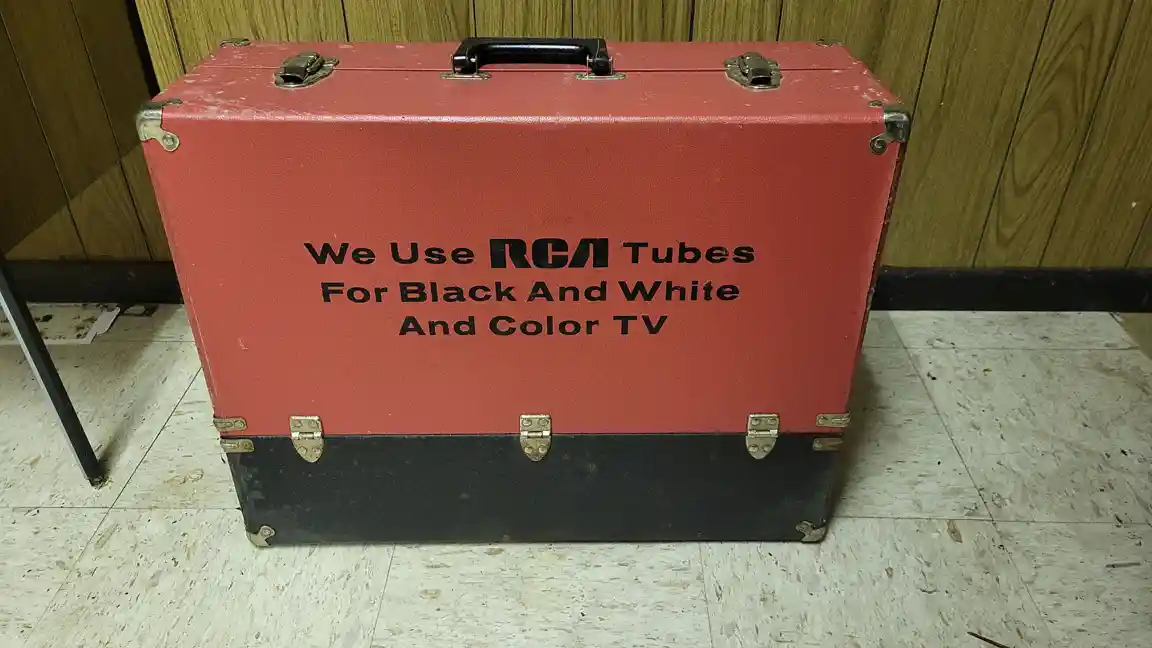 We Use RCA Tubes
For Black And White
And Color TV